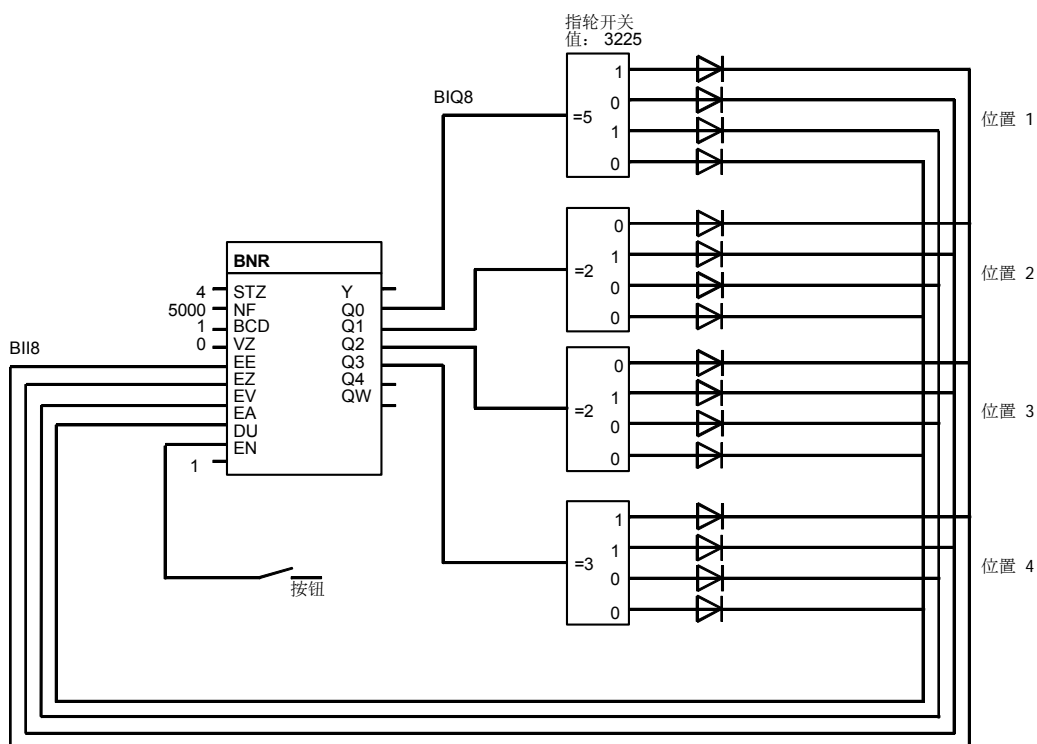 指轮开关
值： 3225
BIQ8
=5
1
0
1
0
位置 1
=2
0
1
0
0
位置 2
BNR
4 STZ Y
5000 NF Q0
1 BCD Q1
0 VZ Q2
BII8
EE Q3
EZ Q4
EV QW
EA
DU
EN
1
=2
0
1
0
0
位置 3
=3
1
1
0
0
位置 4
按钮